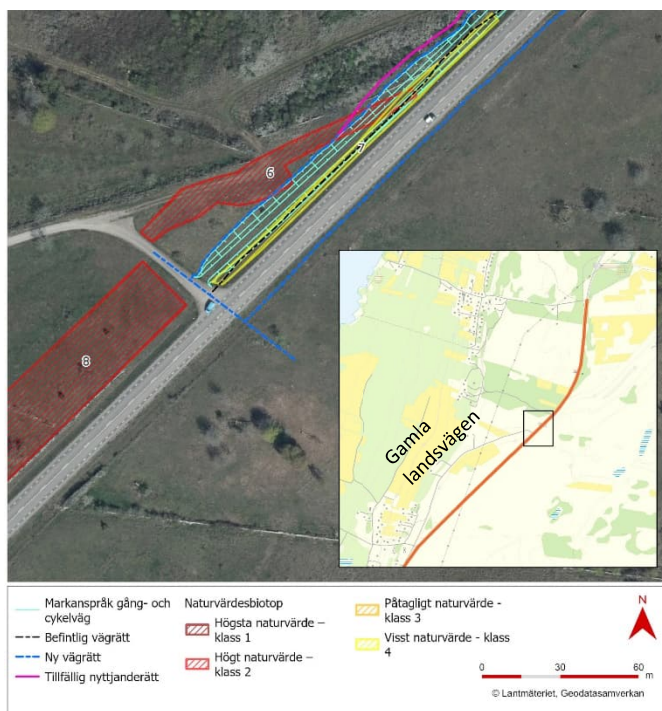 6
7
8
Gamla
landsvägen
Markanspråk gång- och
cykelväg
Befintlig vägrätt
Ny vägrätt
Tillfällig nyttjanderätt
Naturvärdesbiotop
Högsta naturvärde –
klass 1
Högt naturvärde –
klass 2
Påtagligt naturvärde -
klass 3
Visst naturvärde - klass
4
N
0 30 60
m
© Lantmäteriet, Geodatasamverkan